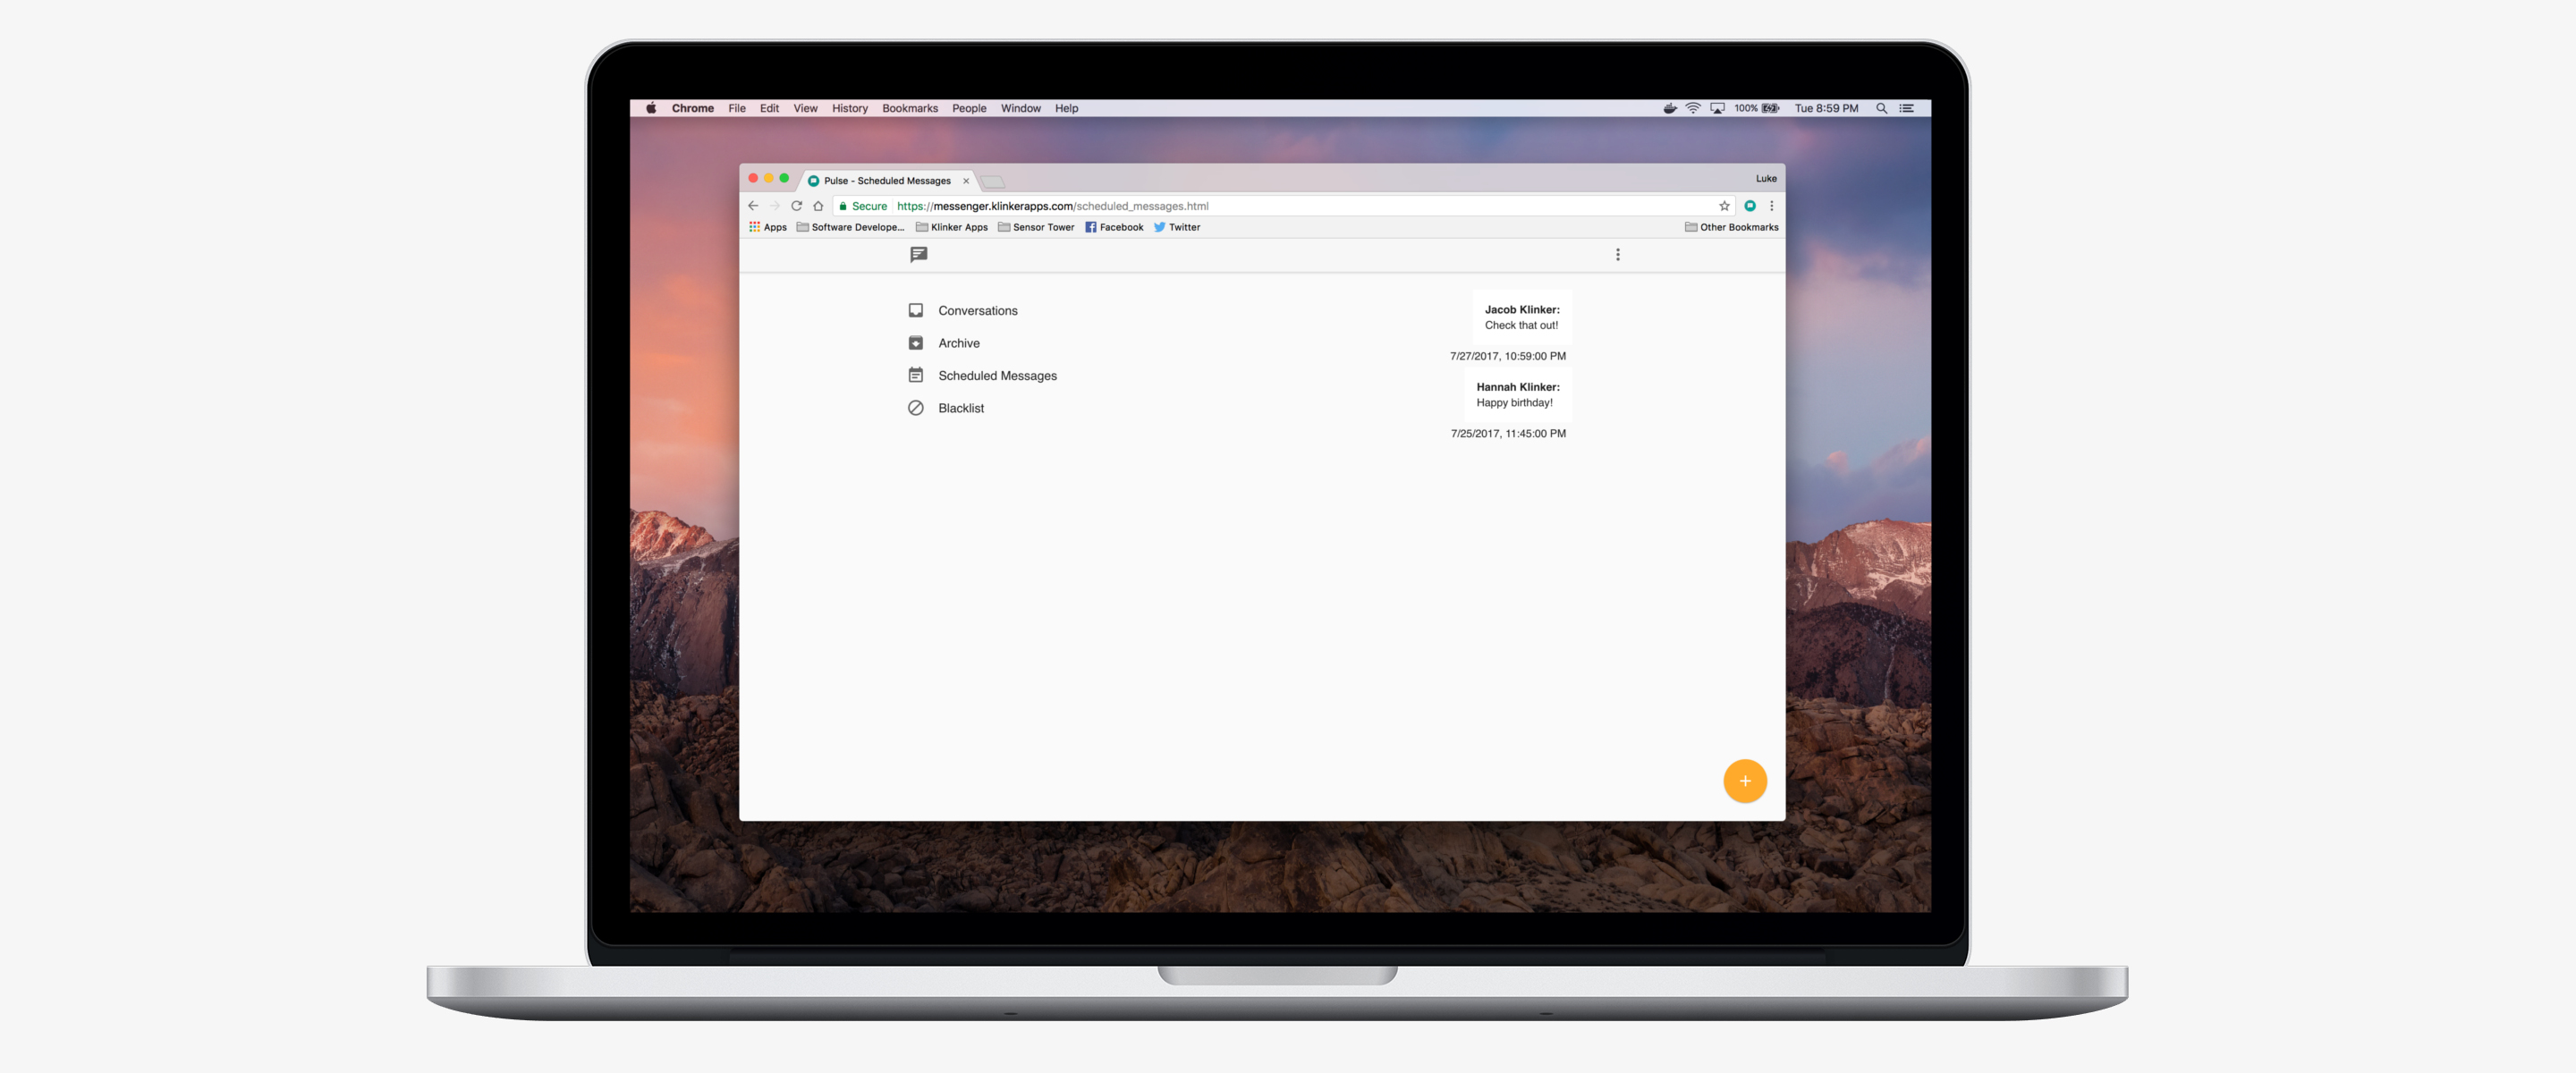 Chrome File Edit View History Bookmarks People Window Help 100% Tue 8:59 PM
Pulse - Scheduled Messages Luke
Secure https://messenger.klinkerapps.com/scheduled_messages.html
Apps Software Develope... Klinker Apps Sensor Tower Facebook Twitter Other Bookmarks
Conversations
Archive
Scheduled Messages
Blacklist
Jacob Klinker:
Check that out!
7/27/2017, 10:59:00 PM
Hannah Klinker:
Happy birthday!
7/25/2017, 11:45:00 PM